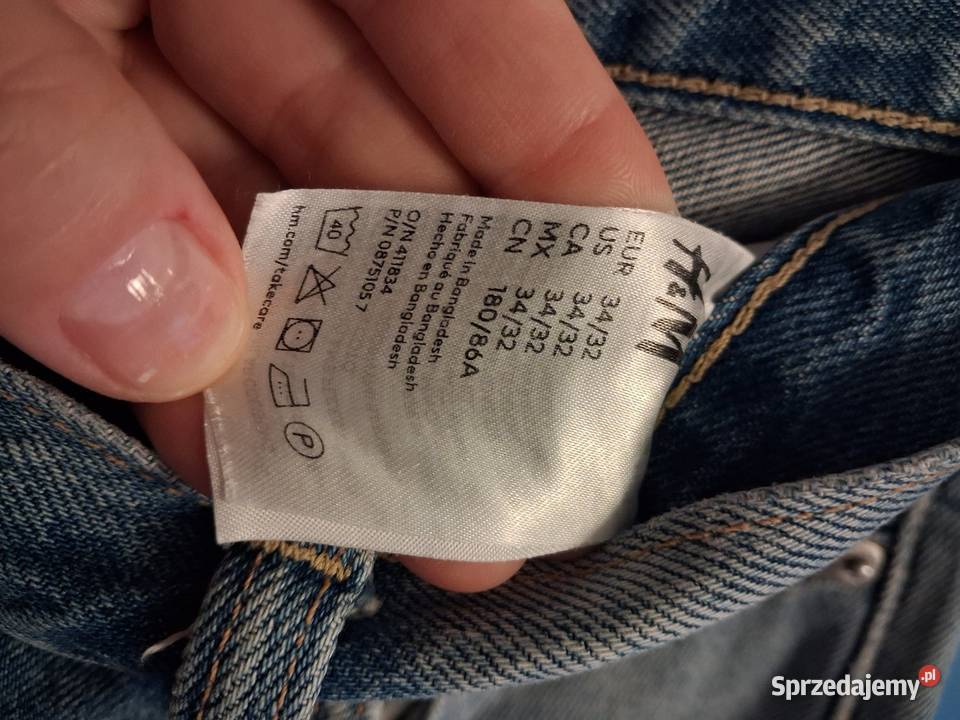 H&M
EUR 34/32
US 34/32
CA 34/32
MX 34/32
CN 180/86A
Made in Bangladesh
Fabriqué au Bangladesh
Hecho en Bangladesh
O/N 411834
P/N 0875105 7
40
P
hm.com/takecare
Sprzedajemy.pl